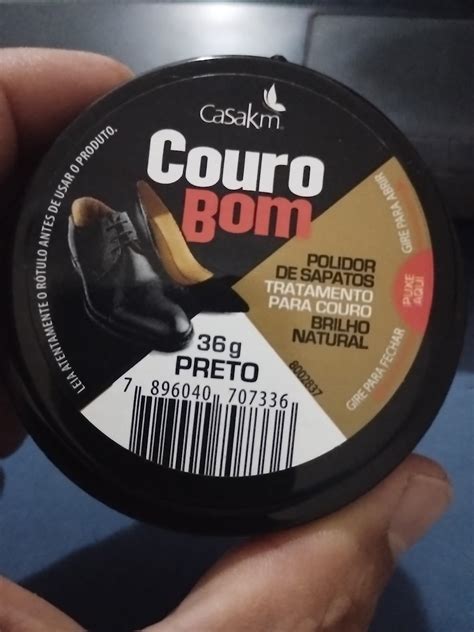 CaSakm
Couro
Bom
POLIDOR
DE SAPATOS
TRATAMENTO
PARA COURO
BRILHO
NATURAL
36g
PRETO
7 896040 707336
8002837
LEIA ATENTAMENTE O RÓTULO ANTES DE USAR O PRODUTO.
GIRE PARA ABRIR
PUXE
AQUI
GIRE PARA FECHAR